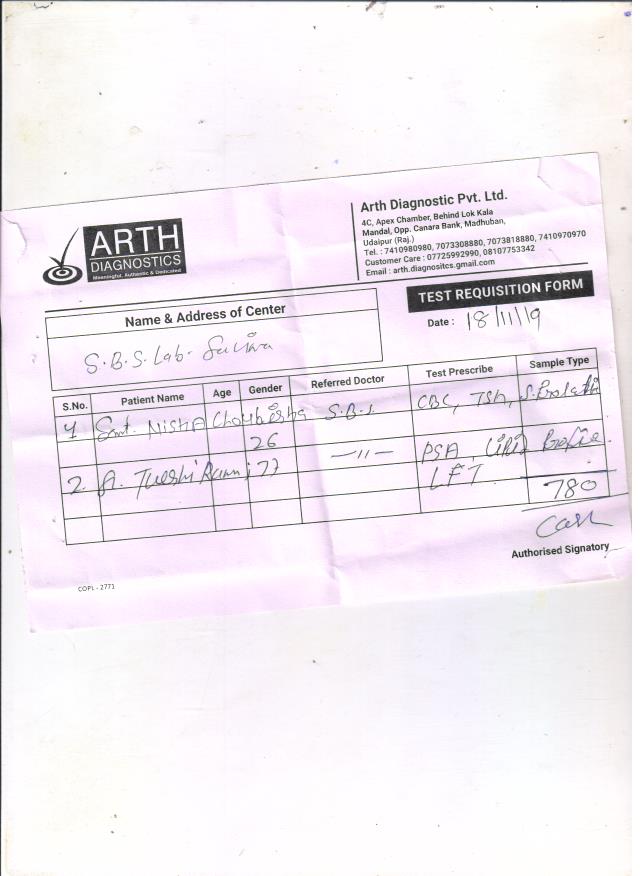 ARTH
DIAGNOSTICS
Meaningful, Authentic & Dedicated
Arth Diagnostic Pvt. Ltd.
4C, Apex Chamber, Behind Lok Kala
Mandal, Opp. Canara Bank, Madhuban,
Udaipur (Raj.)
Tel. : 7410980980, 7073308880, 7073818880, 7410970970
Customer Care : 07725992990, 08107753342
Email : arth.diagnositcs.gmail.com
TEST REQUISITION FORM
Date : 18/11/19
Name & Address of Center
S.B.S. Lab-
S.No. Patient Name Age Gender Referred Doctor Test Prescribe Sample Type
1 Smt. NISHA Choubisha 26 S.B.S. CBC, TSH,
2. A. 77 —11— PSA,
LFT
780
Cash
Authorised Signatory
COPL - 2771